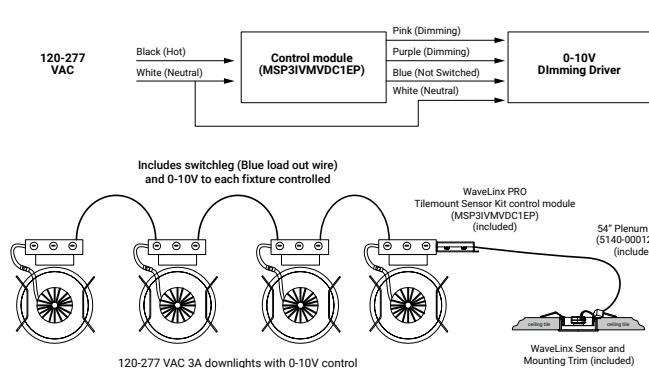 120-277
VAC
Black (Hot)
White (Neutral)
Control module
(MSP3IVMVDC1EP)
Pink (Dimming)
Purple (Dimming)
Blue (Not Switched)
White (Neutral)
0-10V
DImming Driver
Includes switchleg (Blue load out wire)
and 0-10V to each fixture controlled
WaveLinx PRO
Tilemount Sensor Kit control module
(MSP3IVMVDC1EP)
(included)
54" Plenum
(5140-00012
(include
ceiling tile
ceiling tile
WaveLinx Sensor and
Mounting Trim (included)
120-277 VAC 3A downlights with 0-10V control